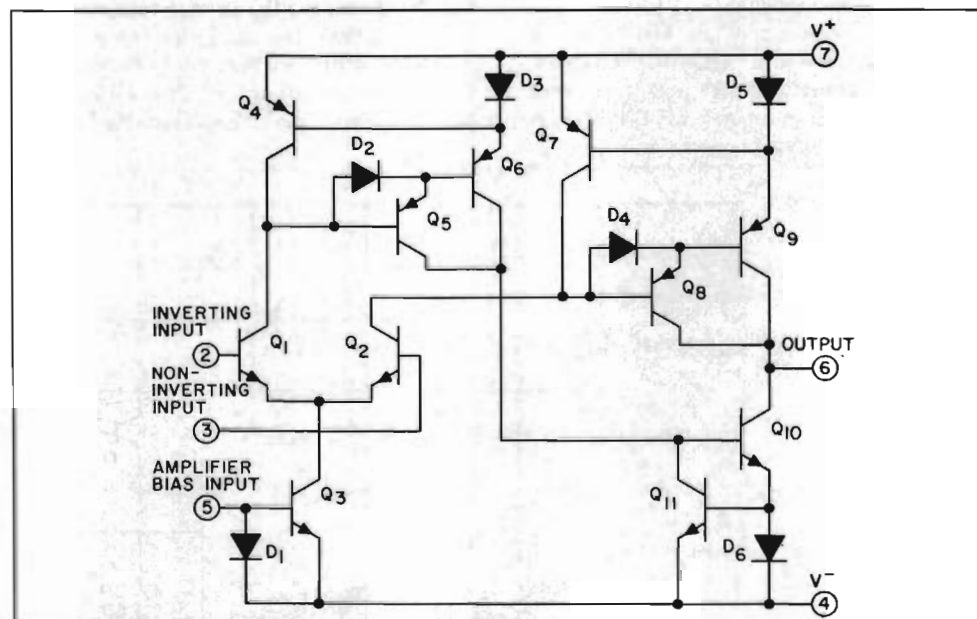 V+
7
D3
D5
Q4
Q7
D2
Q6
Q5
D4
Q9
Q8
INVERTING
INPUT
2
Q1
Q2
OUTPUT
6
NON-
INVERTING
INPUT
3
Q10
AMPLIFIER
BIAS INPUT
5
Q3
Q11
D1
D6
V-
4